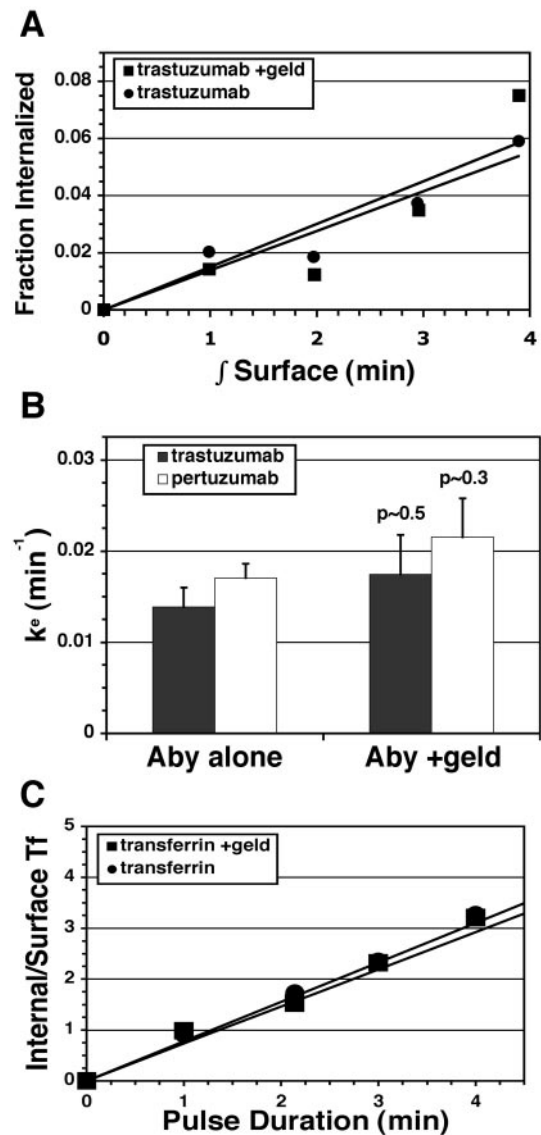 A
Fraction Internalized
0.08
0.06
0.04
0.02
0
■ trastuzumab +geld
● trastuzumab
0 1 2 3 4
∫ Surface (min)
B
ke (min-1)
0.03
0.02
0.01
0
trastuzumab
pertuzumab
p~0.5
p~0.3
Aby alone
Aby +geld
C
Internal/Surface Tf
5
4
3
2
1
0
■ transferrin +geld
● transferrin
0 1 2 3 4
Pulse Duration (min)